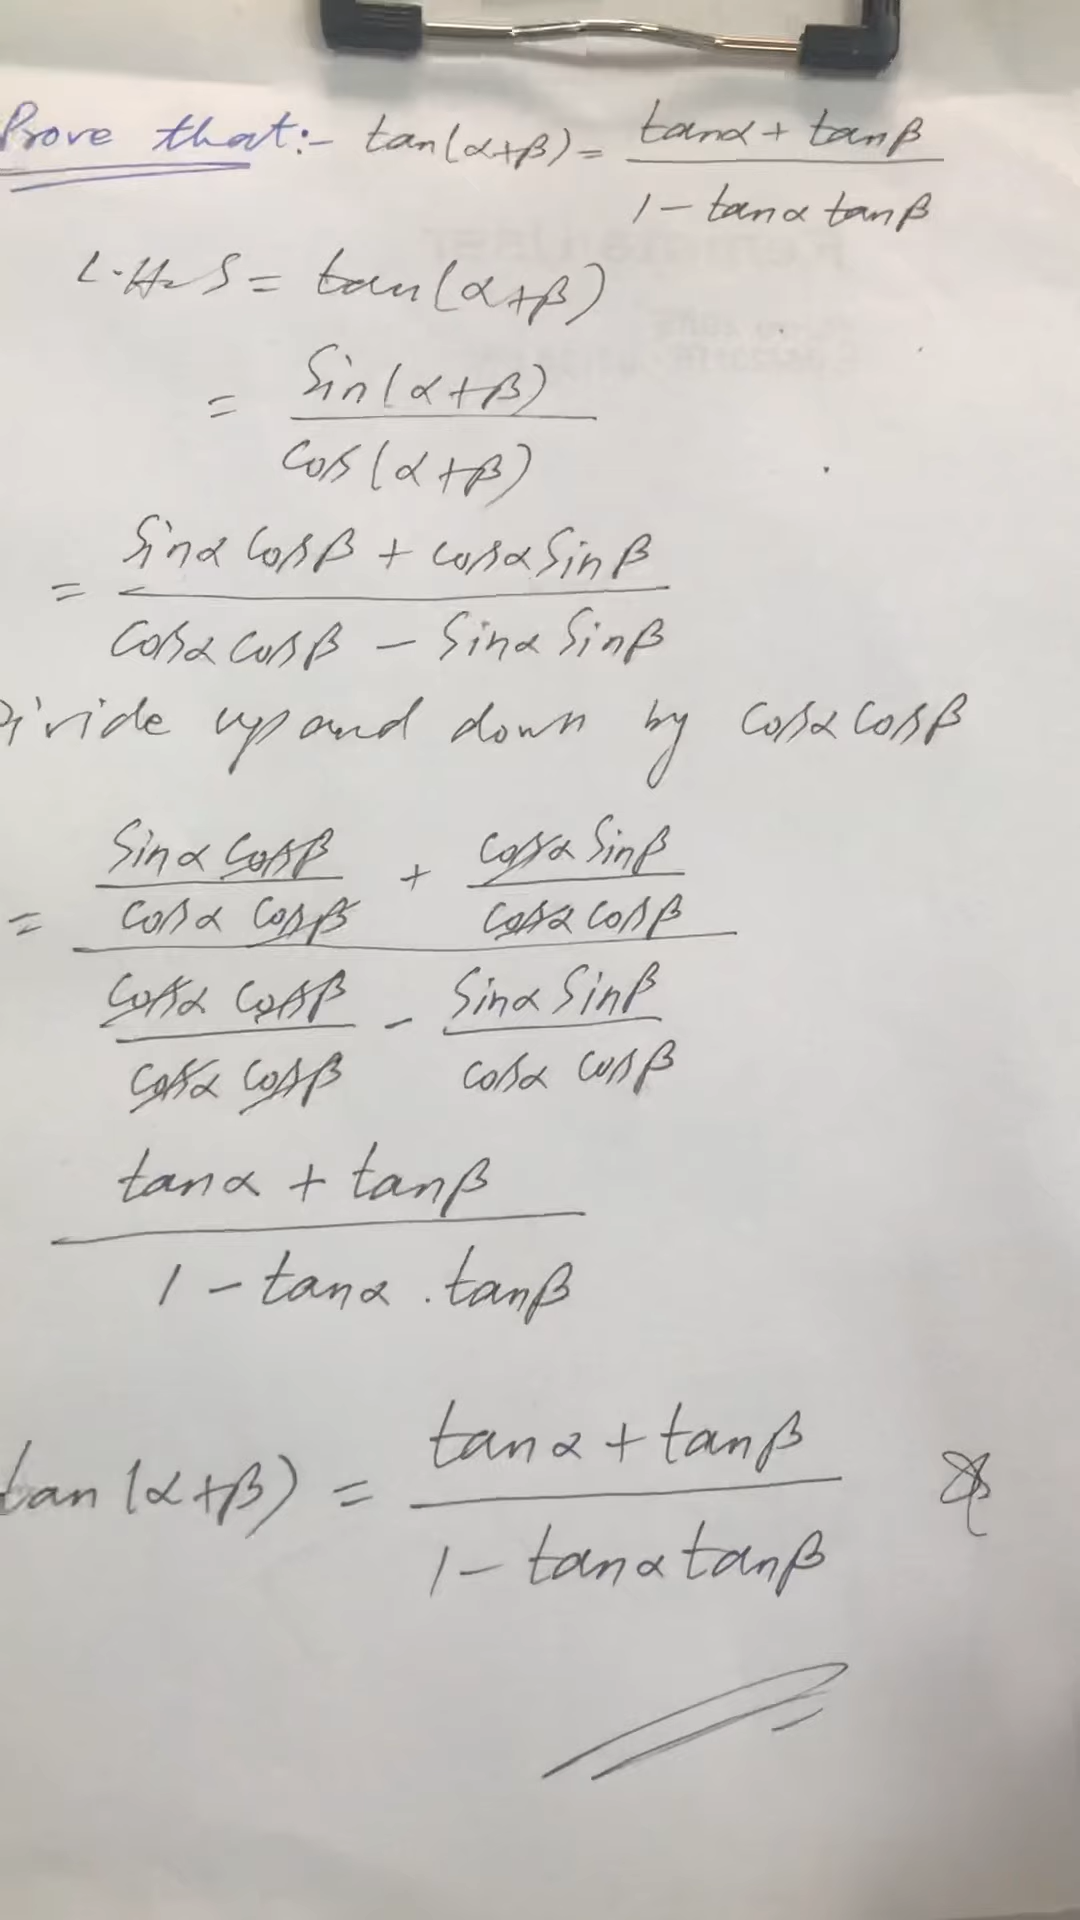 Prove that:- tan(α+β) = tanα + tanβ / 1 - tanα tanβ
L.H.S = tan(α+β)
= Sin(α+β) / Cos(α+β)
= Sinα Cosβ + Cosα Sinβ / Cosα Cosβ - Sinα Sinβ
Divide up and down by Cosα Cosβ
= Sinα Cosβ / Cosα Cosβ + Cosα Sinβ / Cosα Cosβ
Cosα Cosβ / Cosα Cosβ - Sinα Sinβ / Cosα Cosβ
tanα + tanβ / 1 - tanα . tanβ
tan(α+β) = tanα + tanβ / 1 - tanα tanβ